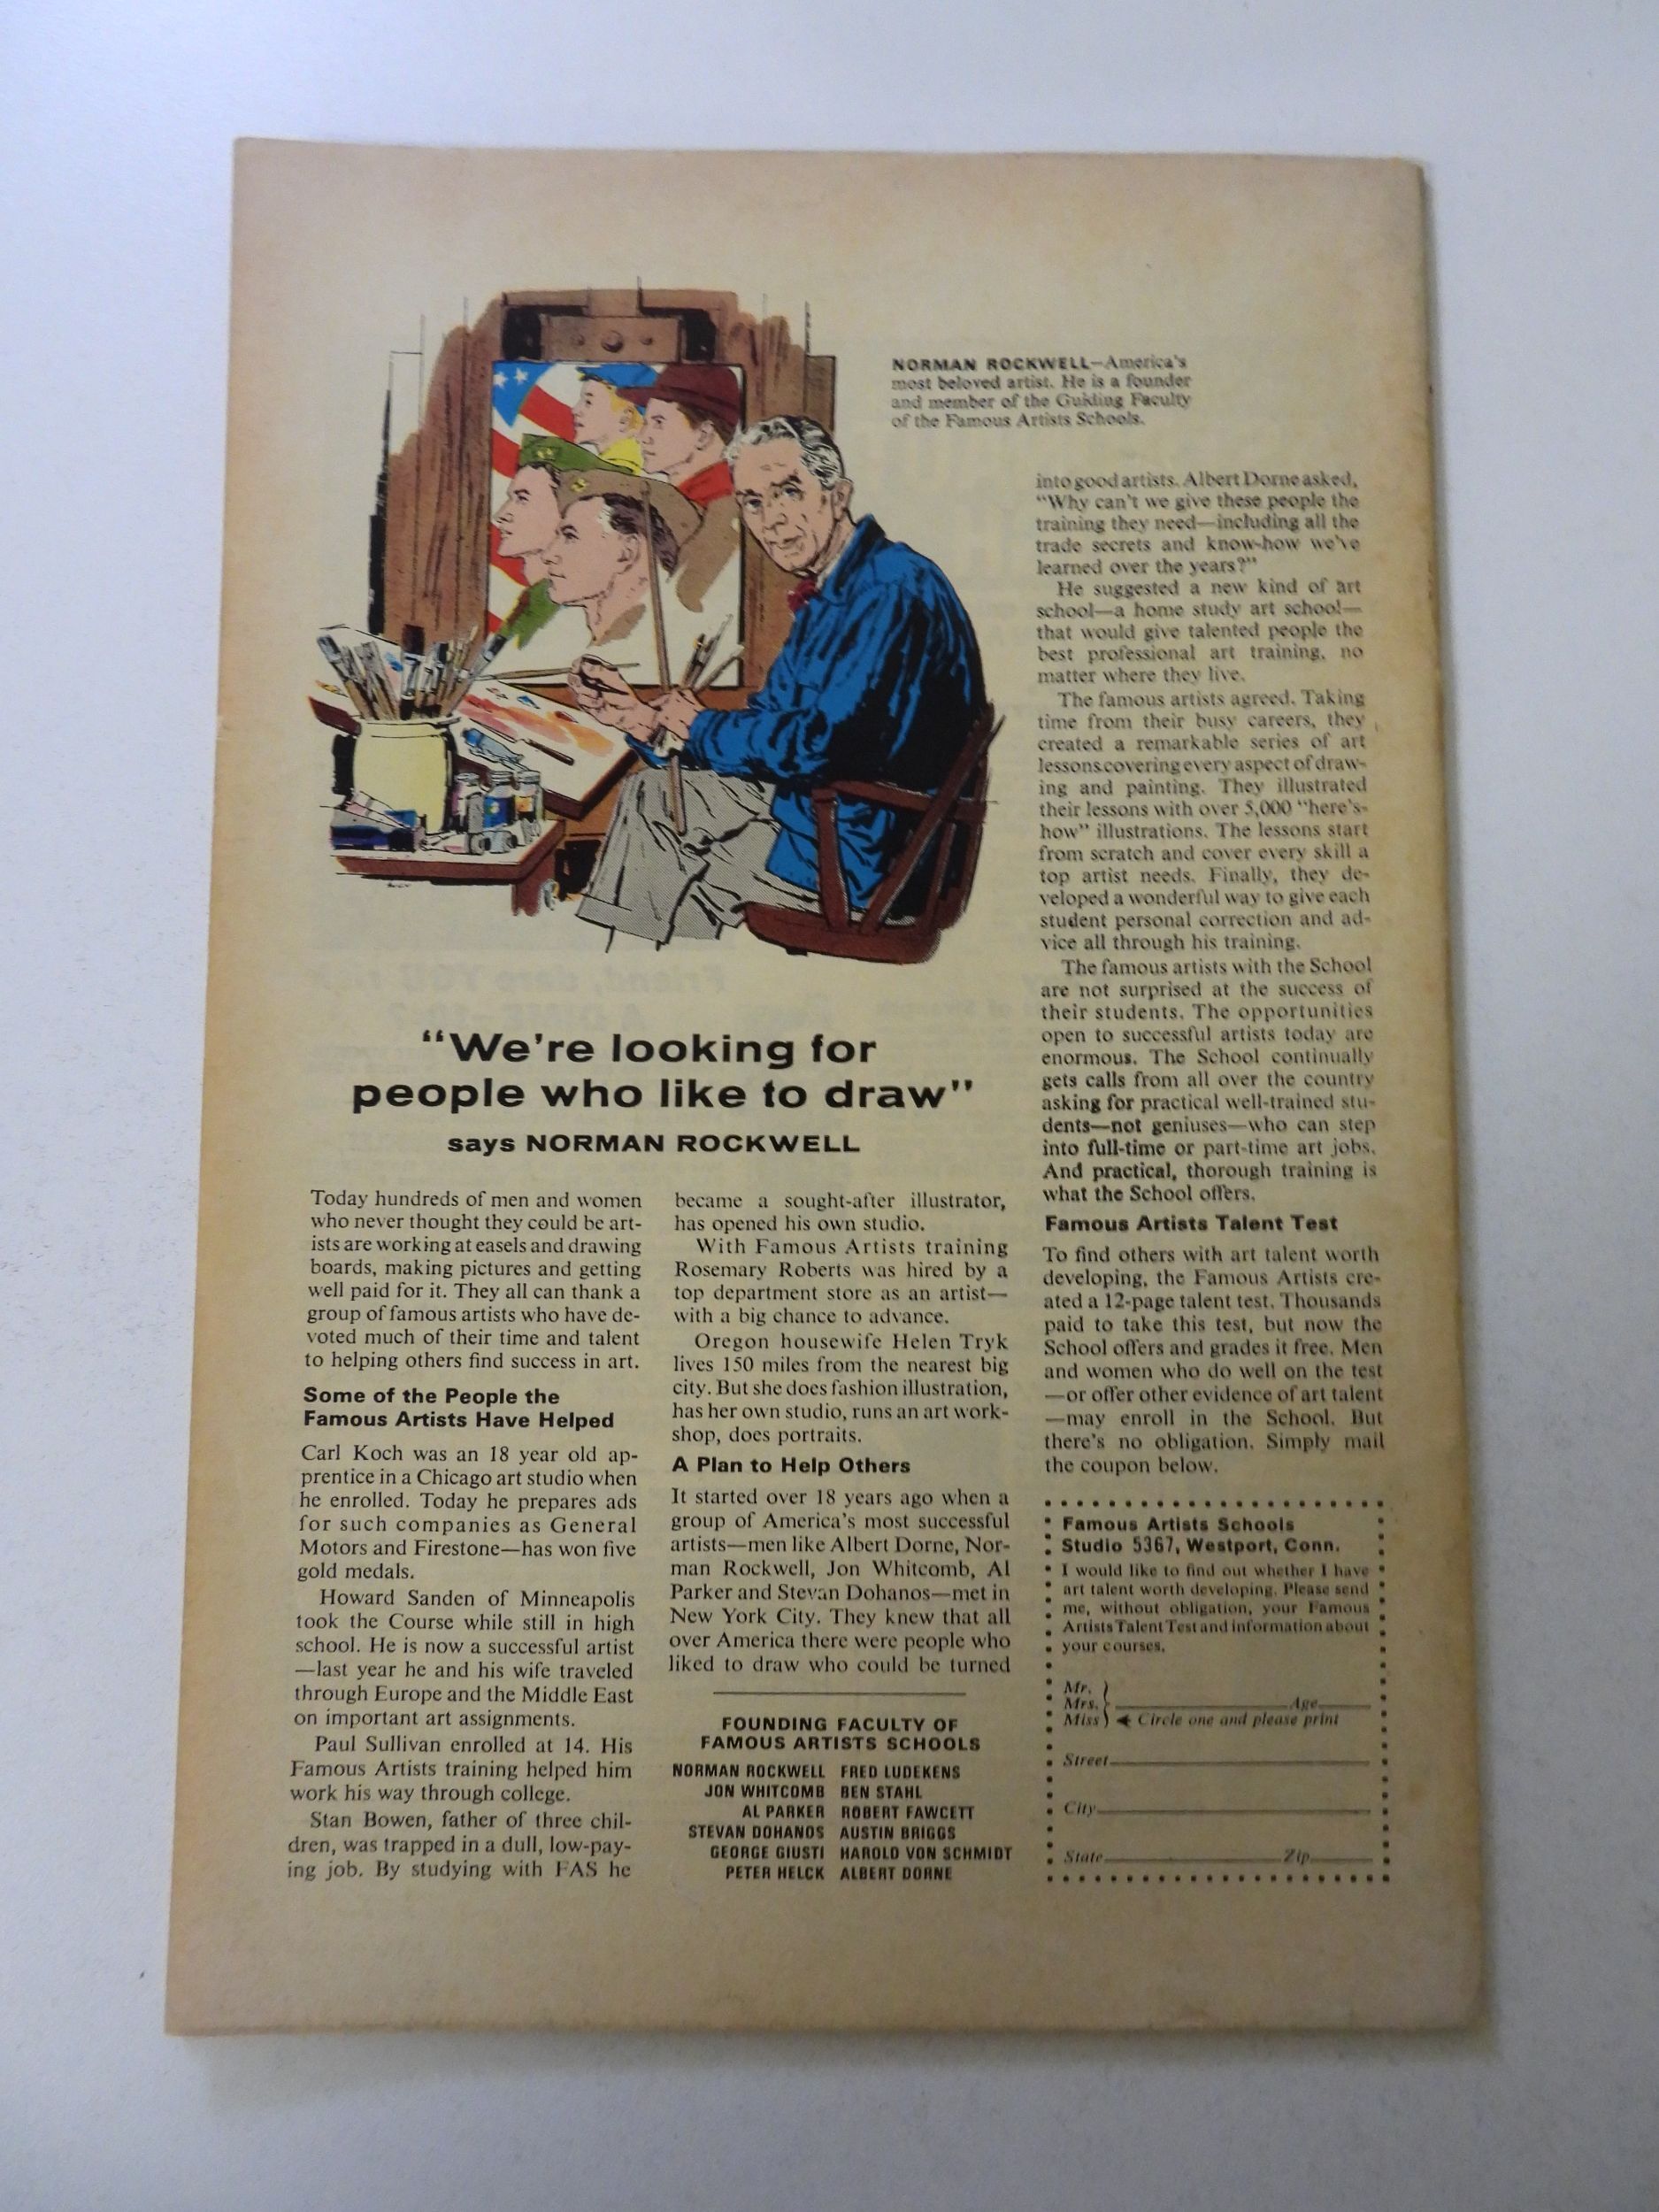 NORMAN ROCKWELL—America's
most beloved artist. He is a founder
and member of the Guiding Faculty
of the Famous Artists Schools.
"We're looking for
people who like to draw"
says NORMAN ROCKWELL
Today hundreds of men and women
who never thought they could be art-
ists are working at easels and drawing
boards, making pictures and getting
well paid for it. They all can thank a
group of famous artists who have de-
voted much of their time and talent
to helping others find success in art.
Some of the People the
Famous Artists Have Helped
Carl Koch was an 18 year old ap-
prentice in a Chicago art studio when
he enrolled. Today he prepares ads
for such companies as General
Motors and Firestone—has won five
gold medals.
Howard Sanden of Minneapolis
took the Course while still in high
school. He is now a successful artist
—last year he and his wife traveled
through Europe and the Middle East
on important art assignments.
Paul Sullivan enrolled at 14. His
Famous Artists training helped him
work his way through college.
Stan Bowen, father of three chil-
dren, was trapped in a dull, low-pay-
ing job. By studying with FAS he
became a sought-after illustrator,
has opened his own studio.
With Famous Artists training
Rosemary Roberts was hired by a
top department store as an artist—
with a big chance to advance.
Oregon housewife Helen Tryk
lives 150 miles from the nearest big
city. But she does fashion illustration,
has her own studio, runs an art work-
shop, does portraits.
A Plan to Help Others
It started over 18 years ago when a
group of America's most successful
artists—men like Albert Dorne, Nor-
man Rockwell, Jon Whitcomb, Al
Parker and Stevan Dohanos—met in
New York City. They knew that all
over America there were people who
liked to draw who could be turned
into good artists. Albert Dorne asked,
"Why can't we give these people the
training they need—including all the
trade secrets and know-how we've
learned over the years?"
He suggested a new kind of art
school—a home study art school—
that would give talented people the
best professional art training, no
matter where they live.
The famous artists agreed. Taking
time from their busy careers, they
created a remarkable series of art
lessons covering every aspect of draw-
ing and painting. They illustrated
their lessons with over 5,000 "here's-
how" illustrations. The lessons start
from scratch and cover every skill a
top artist needs. Finally, they de-
veloped a wonderful way to give each
student personal correction and ad-
vice all through his training.
The famous artists with the School
are not surprised at the success of
their students. The opportunities
open to successful artists today are
enormous. The School continually
gets calls from all over the country
asking for practical well-trained stu-
dents—not geniuses—who can step
into full-time or part-time art jobs.
And practical, thorough training is
what the School offers.
Famous Artists Talent Test
To find others with art talent worth
developing, the Famous Artists cre-
ated a 12-page talent test. Thousands
paid to take this test, but now the
School offers and grades it free. Men
and women who do well on the test
—or offer other evidence of art talent
—may enroll in the School. But
there's no obligation. Simply mail
the coupon below.
FOUNDING FACULTY OF
FAMOUS ARTISTS SCHOOLS
NORMAN ROCKWELL FRED LUDEKENS
JON WHITCOMB BEN STAHL
AL PARKER ROBERT FAWCETT
STEVAN DOHANOS AUSTIN BRIGGS
GEORGE GIUSTI HAROLD VON SCHMIDT
PETER HELCK ALBERT DORNE
Famous Artists Schools
Studio 5367, Westport, Conn.
I would like to find out whether I have
art talent worth developing. Please send
me, without obligation, your Famous
Artists Talent Test and information about
your courses.
Mr.
Mrs. Age
Miss Circle one and please print
Street
City
State Zip